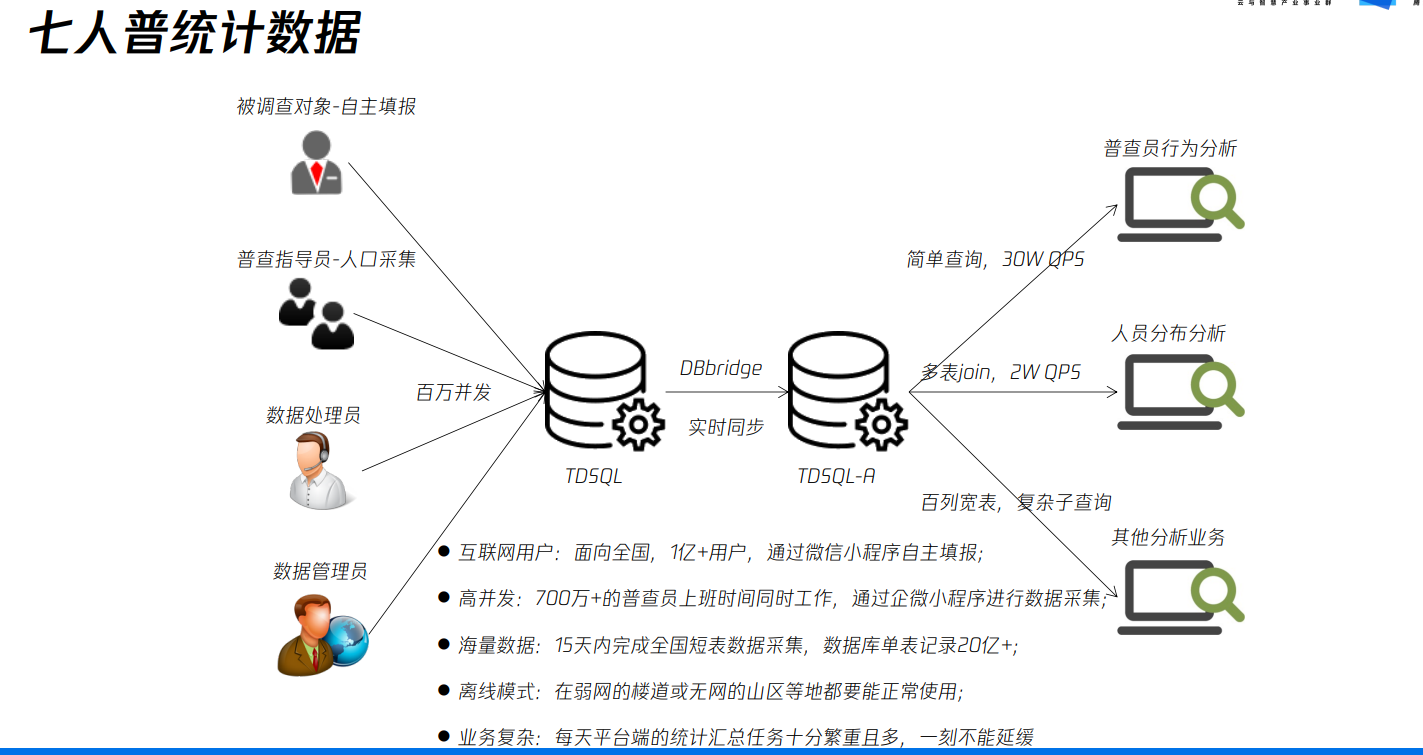 云与智慧产业事业群
七人普统计数据
被调查对象-自主填报
普查员行为分析
普查指导员-人口采集
简单查询，30W QPS
人员分布分析
DBbridge
多表join，2W QPS
百万并发
数据处理员
实时同步
TDSQL
TDSQL-A
百列宽表，复杂子查询
其他分析业务
● 互联网用户：面向全国，1亿+用户，通过微信小程序自主填报;
数据管理员
● 高并发：700万+的普查员上班时间同时工作，通过企微小程序进行数据采集;
● 海量数据：15天内完成全国短表数据采集，数据库单表记录20亿+;
● 离线模式：在弱网的楼道或无网的山区等地都要能正常使用;
● 业务复杂：每天平台端的统计汇总任务十分繁重且多，一刻不能延缓